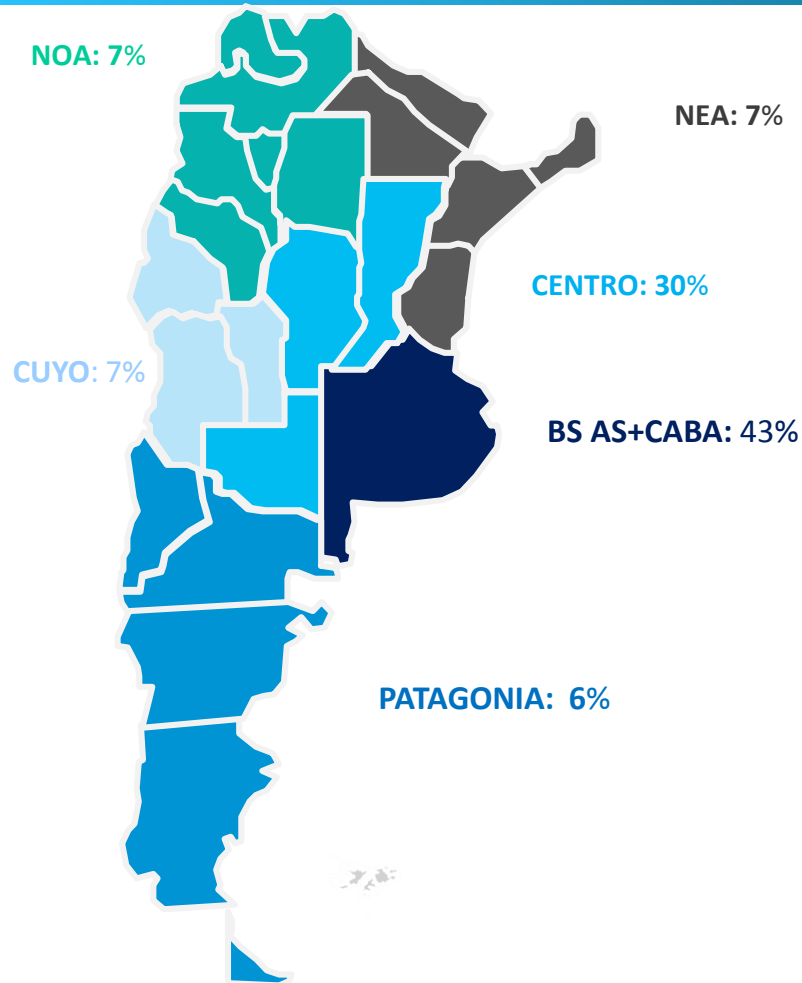 NOA: 7%
NEA: 7%
CENTRO: 30%
CUYO: 7%
BS AS+CABA: 43%
PATAGONIA: 6%